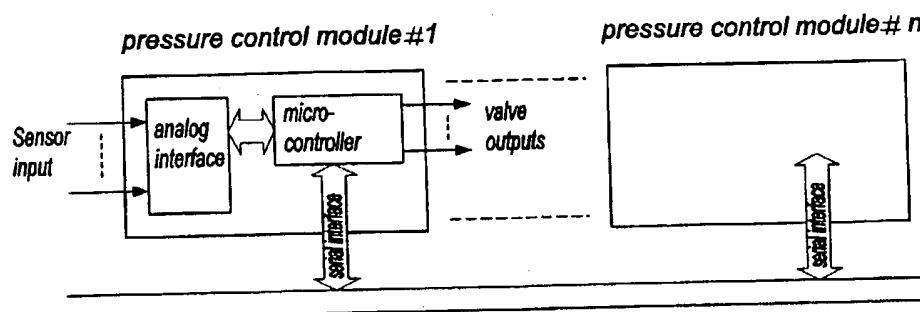 pressure control module#1
pressure control module# n
Sensor
input
analog
interface
micro-
controller
valve
outputs
serial interface
serial interface